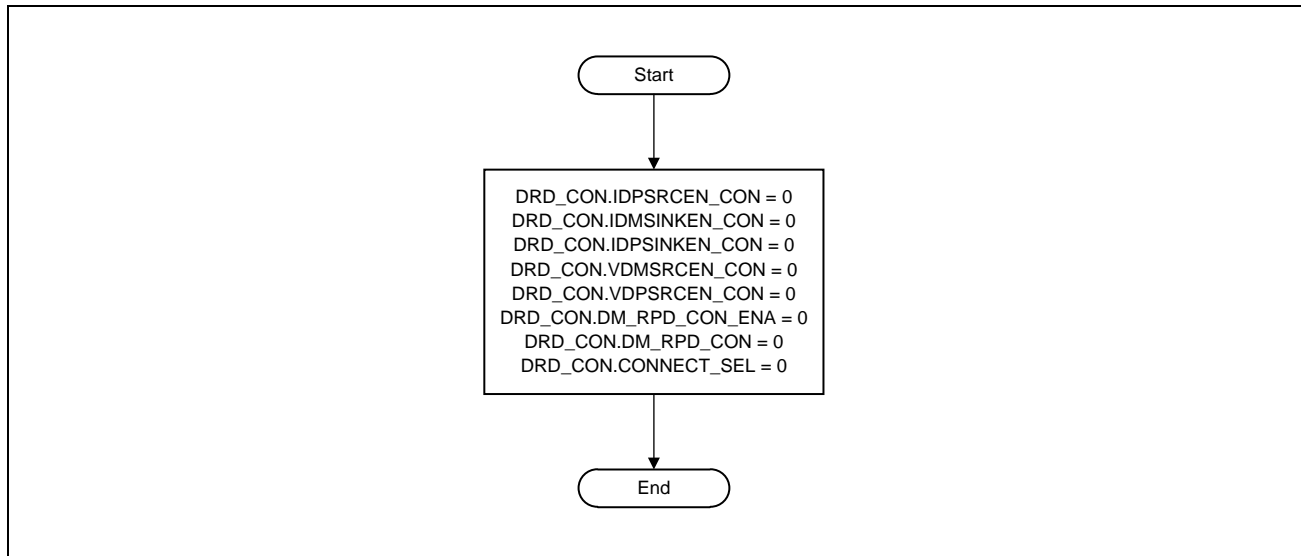 Start
DRD_CON.IDPSRCEN_CON = 0
DRD_CON.IDMSINKEN_CON = 0
DRD_CON.IDPSINKEN_CON = 0
DRD_CON.VDMSRCEN_CON = 0
DRD_CON.VDPSRCEN_CON = 0
DRD_CON.DM_RPD_CON_ENA = 0
DRD_CON.DM_RPD_CON = 0
DRD_CON.CONNECT_SEL = 0
End